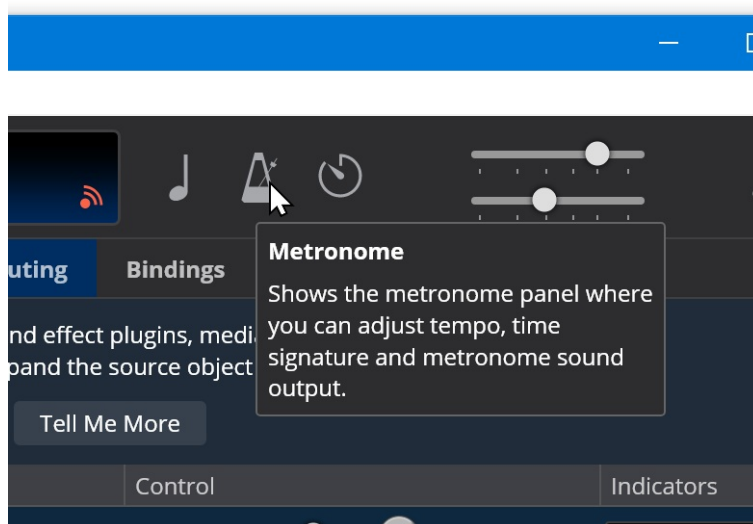 uting
Bindings
Metronome
Shows the metronome panel where
you can adjust tempo, time
signature and metronome sound
output.
nd effect plugins, medi
pand the source object
Tell Me More
Control
Indicators